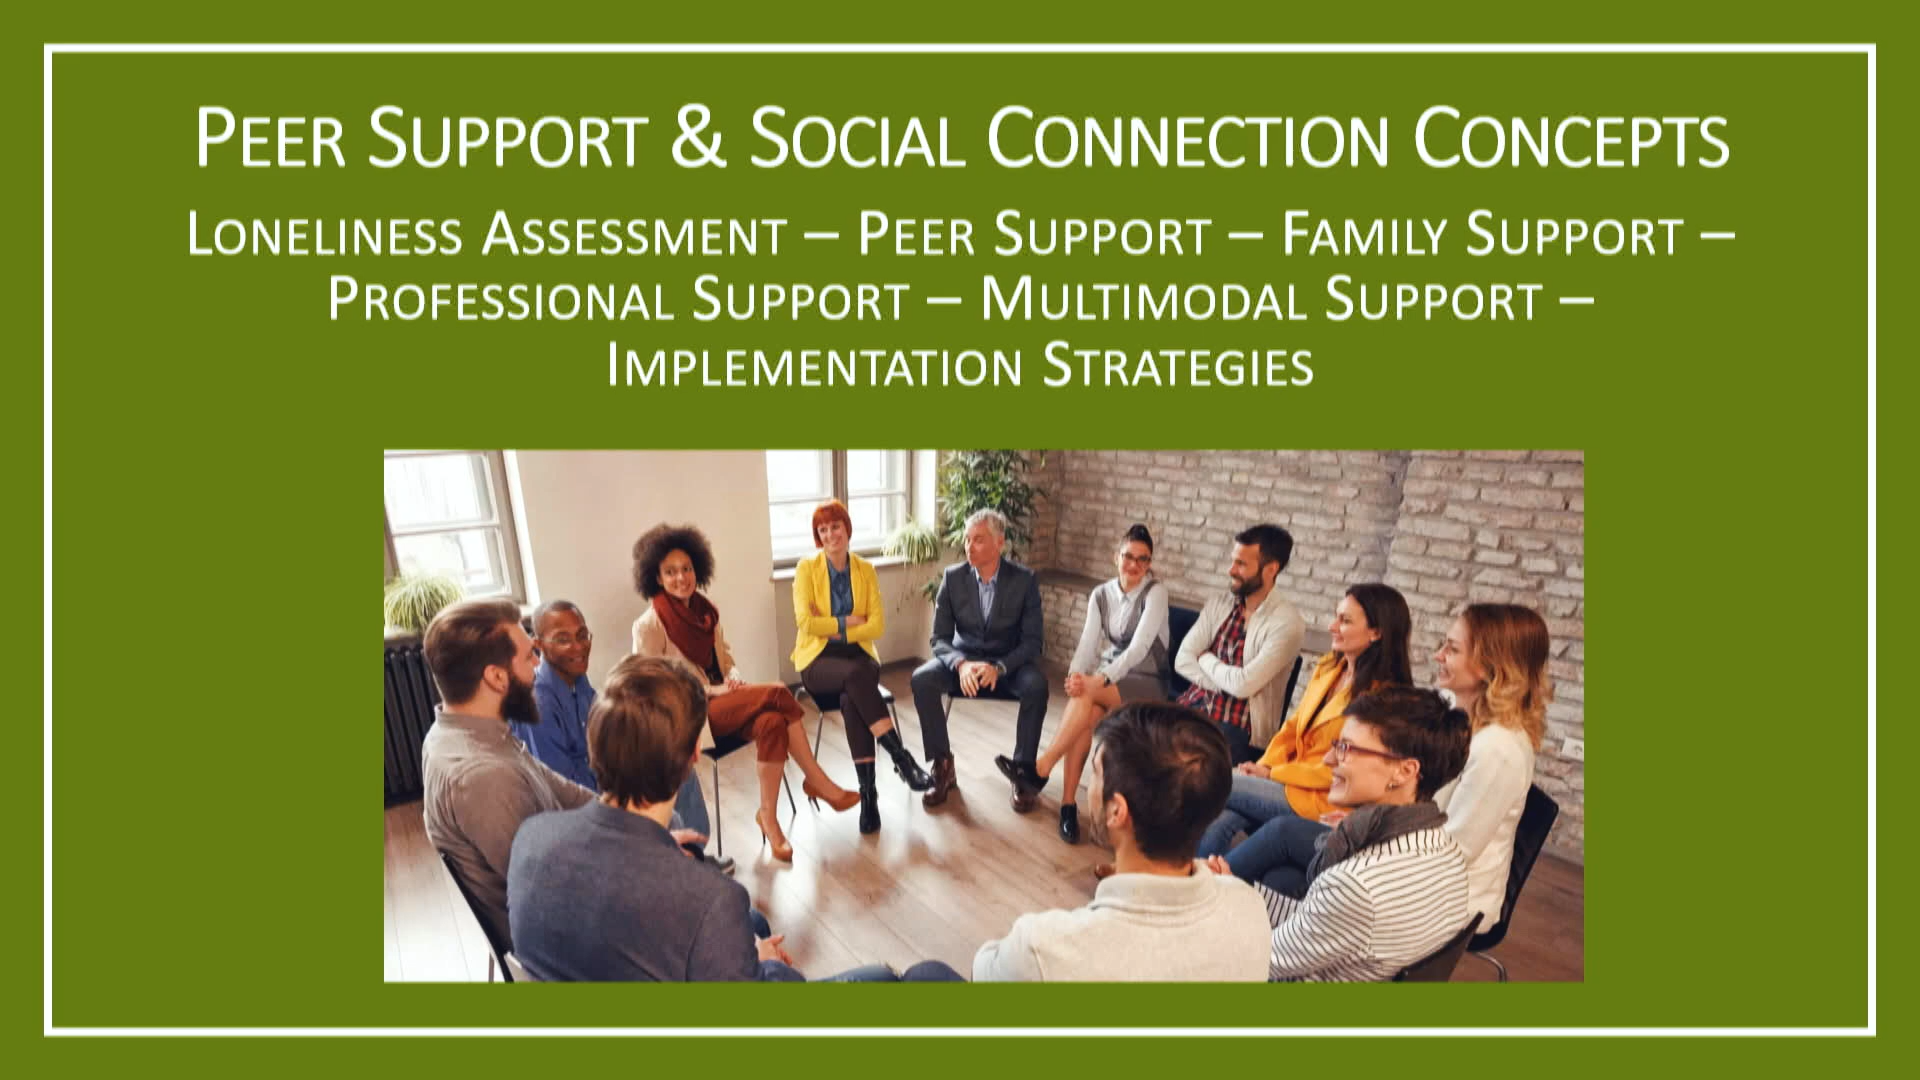 Peer Support & Social Connection Concepts
Loneliness Assessment – Peer Support – Family Support –
Professional Support – Multimodal Support –
Implementation Strategies